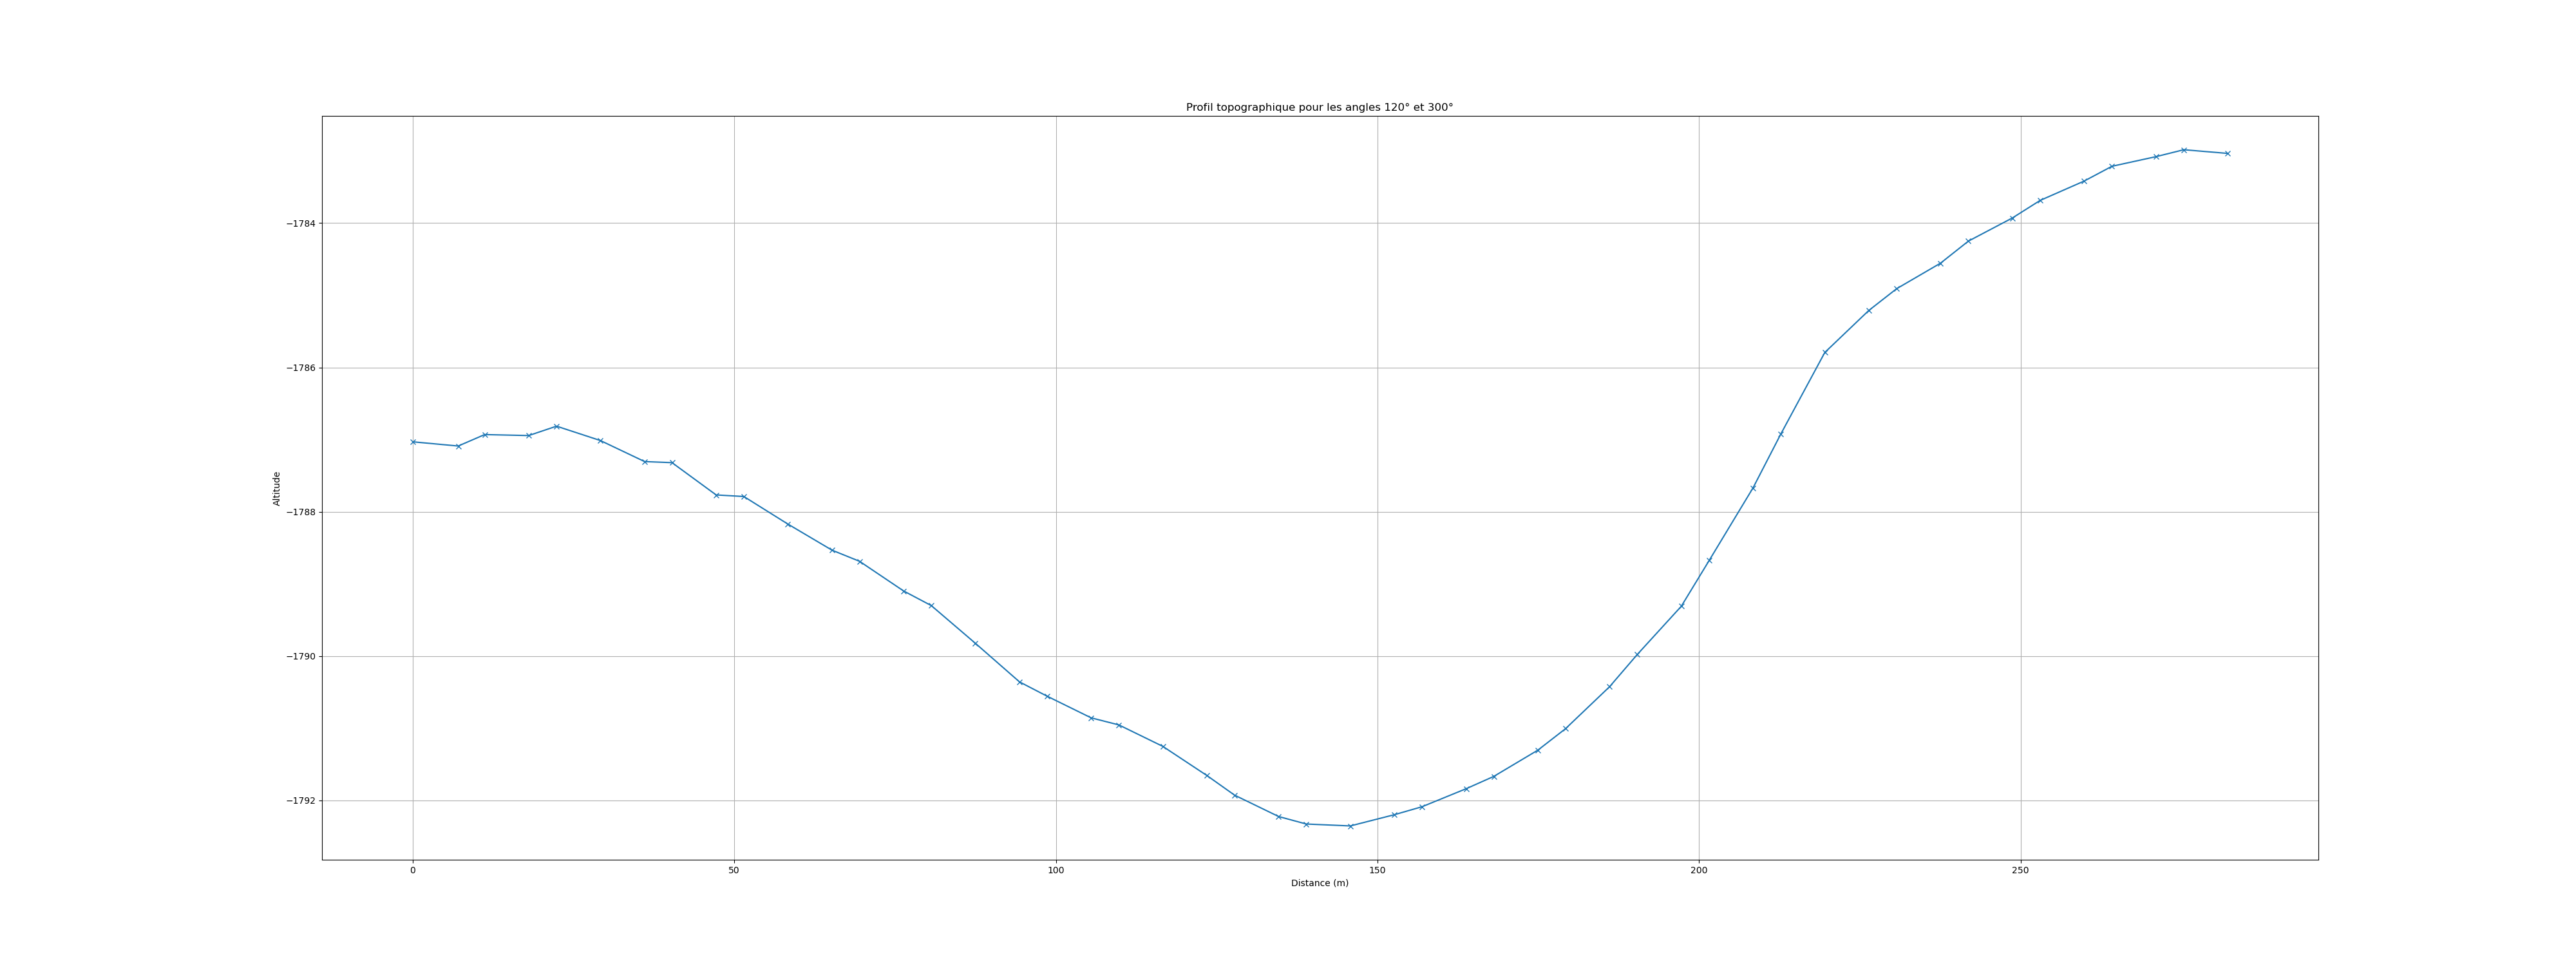 Profil topographique pour les angles 120° et 300°
Altitude
−1784
−1786
−1788
−1790
−1792
0 50 100 150 200 250
Distance (m)